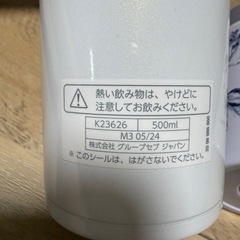 熱い飲み物は、やけどに
注意してお飲みください。
K23626 500ml
M3 05/24
株式会社 グループセブ ジャパン
※このシールは、はがさないでください。